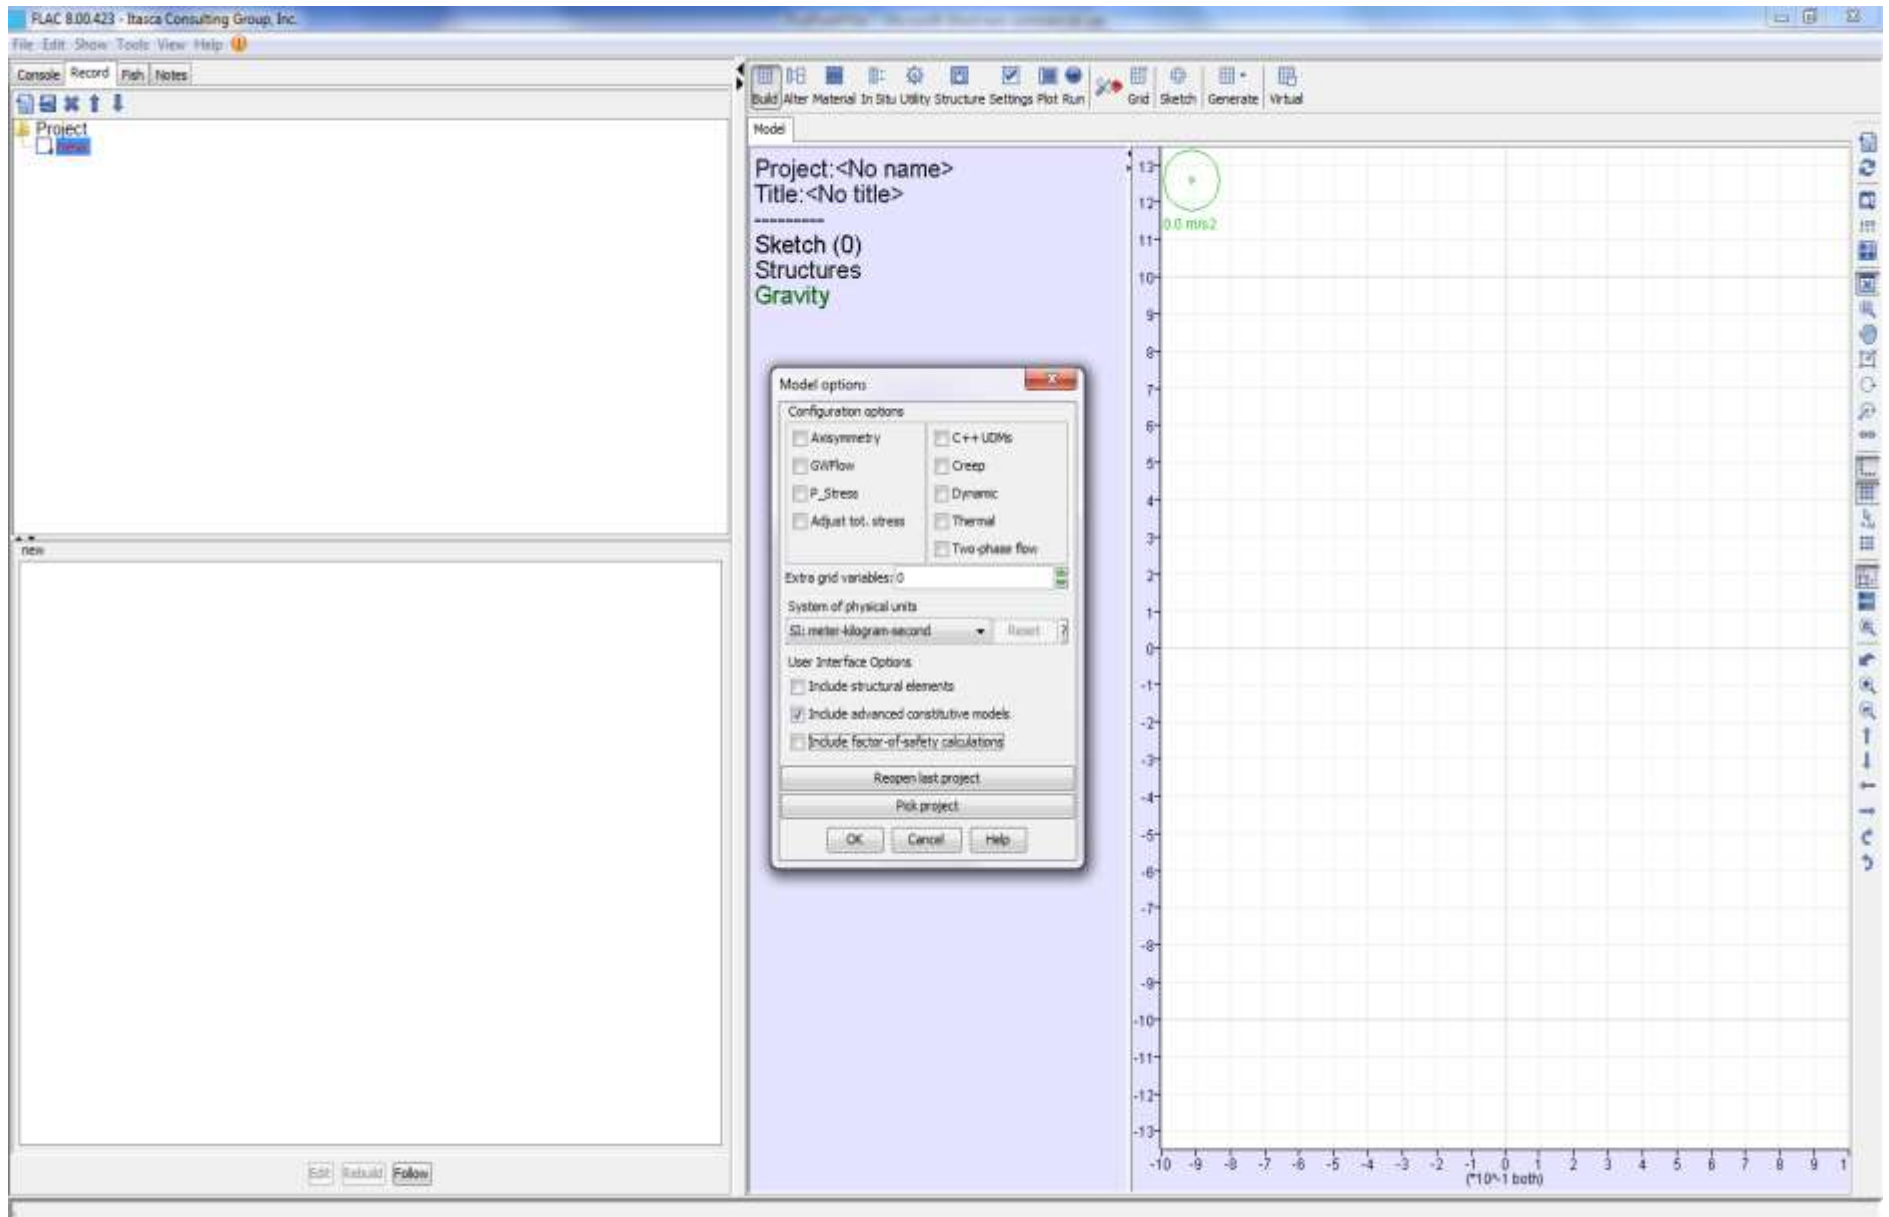 FLAC 8.00.423 - Itasca Consulting Group, Inc.
File Edit Show Tools View Help
Console Record Fish Notes
Project
new
new
Edit Rebuild Follow
Build Alter Material In Situ Utility Structure Settings Plot Run Grid Sketch Generate Virtual
Model
Project:<No name>
Title:<No title>
---------
Sketch (0)
Structures
Gravity
Model options
Configuration options
Axisymmetry
GWFlow
P_Stress
Adjust tot. stress
C++ UDMs
Creep
Dynamic
Thermal
Two-phase flow
Extra grid variables: 0
System of physical units
SI: meter-kilogram-second Reset ?
User Interface Options
Include structural elements
Include advanced constitutive models
Include factor-of-safety calculations
Reopen last project
Pick project
OK Cancel Help
0.0 m/s2
13
12
11
10
9
8
7
6
5
4
3
2
1
0
-1
-2
-3
-4
-5
-6
-7
-8
-9
-10
-11
-12
-13
-10 -9 -8 -7 -6 -5 -4 -3 -2 -1 0 1 2 3 4 5 6 7 8 9 1
(*10^-1 both)